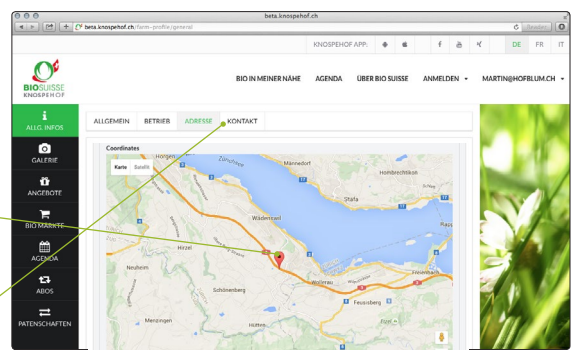 beta.knospehof.ch
beta.knospehof.ch/farm-profile/general
Reader
KNOSPEHOF APP:
f
DE FR IT
BIOSUISSE
KNOSPEHOF
BIO IN MEINER NÄHE AGENDA ÜBER BIO SUISSE ANMELDEN MARTIN@HOFBLUM.CH
ALLG. INFOS
GALERIE
ANGEBOTE
BIO MÄRKTE
AGENDA
ABOS
PATENSCHAFTEN
ALLGEMEIN BETRIEB ADRESSE KONTAKT
Coordinates
Karte Satellit
Horgen
Zürichsee
Männedorf
Hombrechtikon
Stäfa
Wädenswil
Hirzel
Neuheim
Schönenberg
Wollerau
Freienbach
Feusisberg
Menzingen
Hütten
Etzel